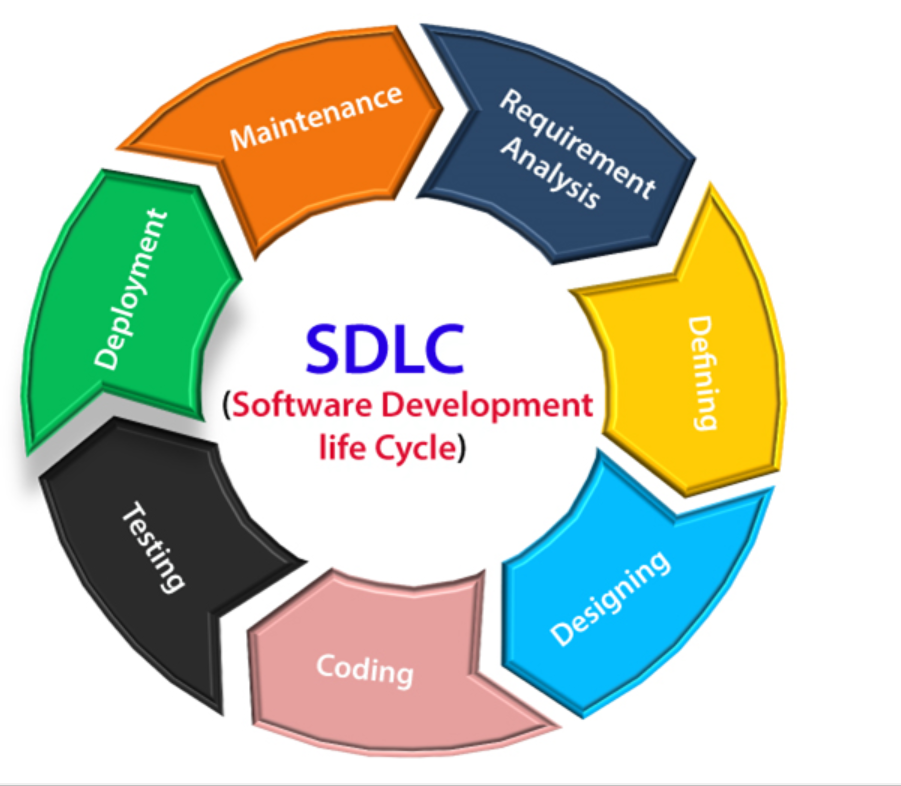 Maintenance
Requirement
Analysis
Deployment
Defining
SDLC
(Software Development
life Cycle)
Testing
Designing
Coding